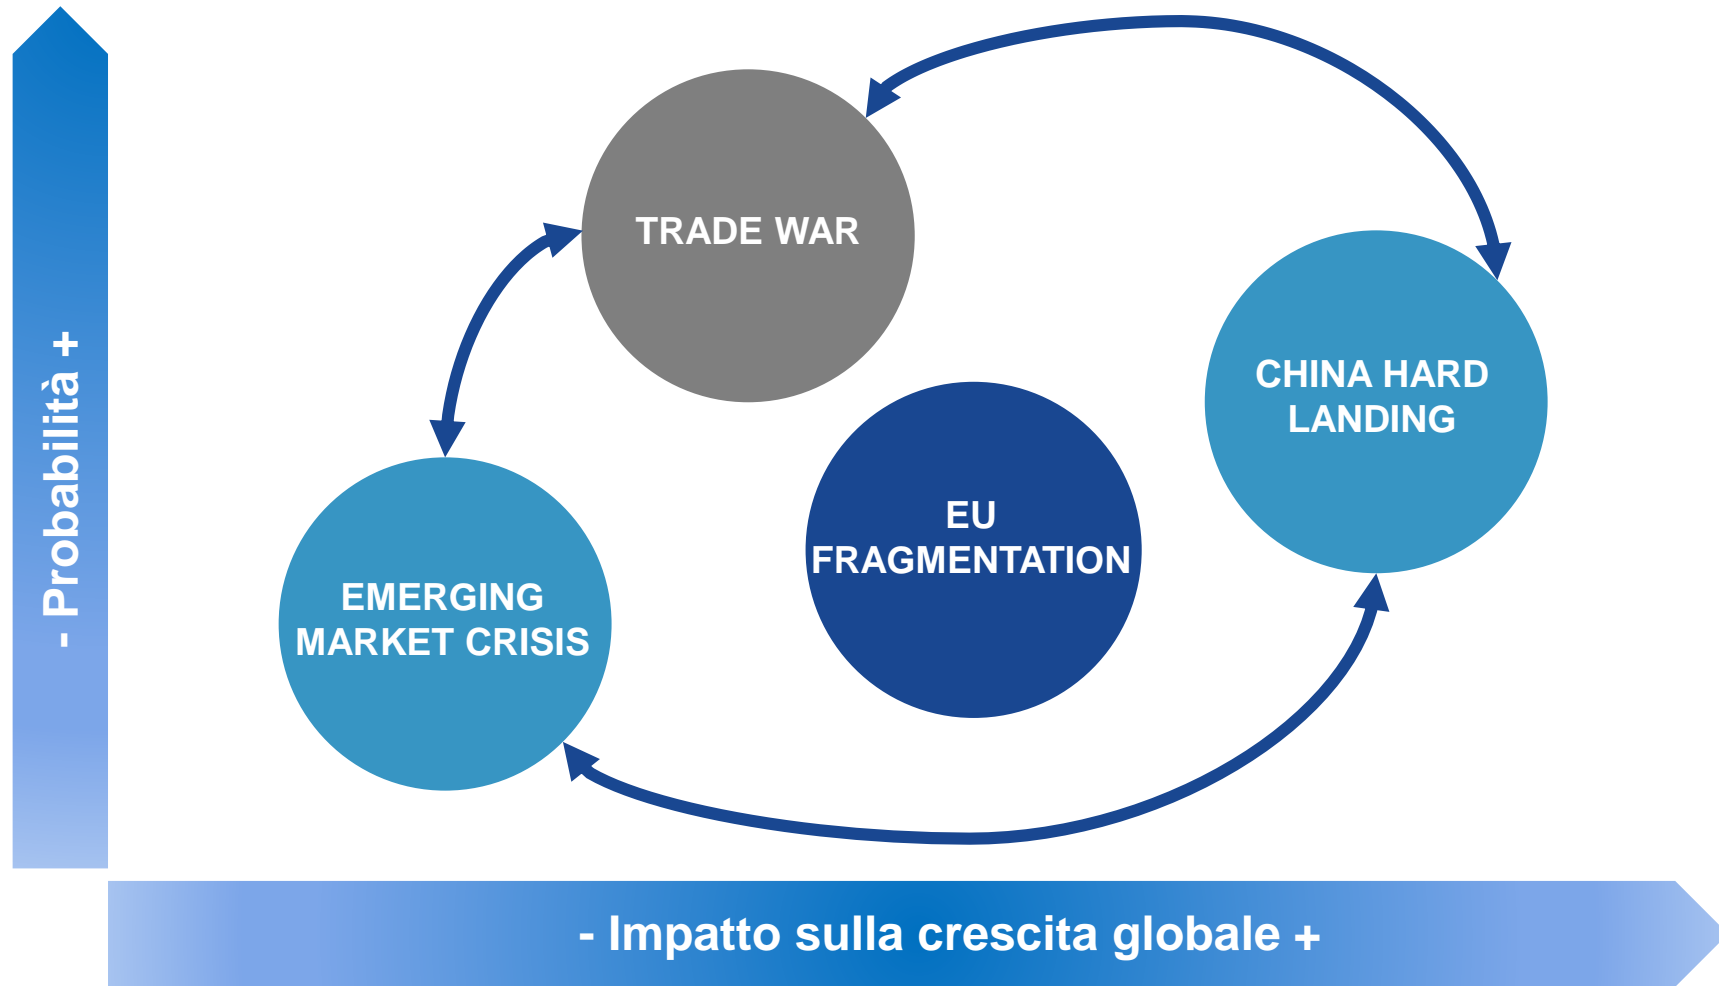 TRADE WAR
CHINA HARD
LANDING
EU
FRAGMENTATION
EMERGING
MARKET CRISIS
- Probabilità +
- Impatto sulla crescita globale +